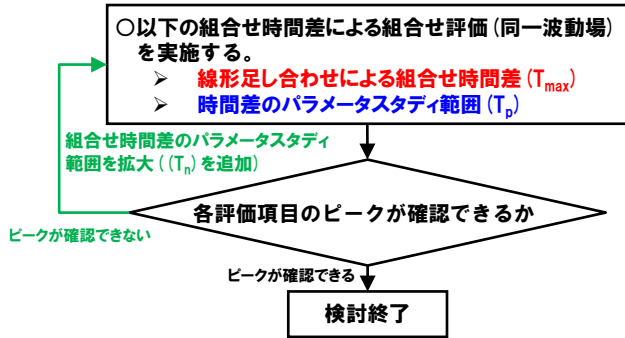 ○以下の組合せ時間差による組合せ評価(同一波動場)
を実施する。
➢ 線形足し合わせによる組合せ時間差(Tmax)
➢ 時間差のパラメータスタディ範囲(Tp)
組合せ時間差のパラメータスタディ
範囲を拡大((Tn)を追加)
各評価項目のピークが確認できるか
ピークが確認できない
ピークが確認できる
検討終了